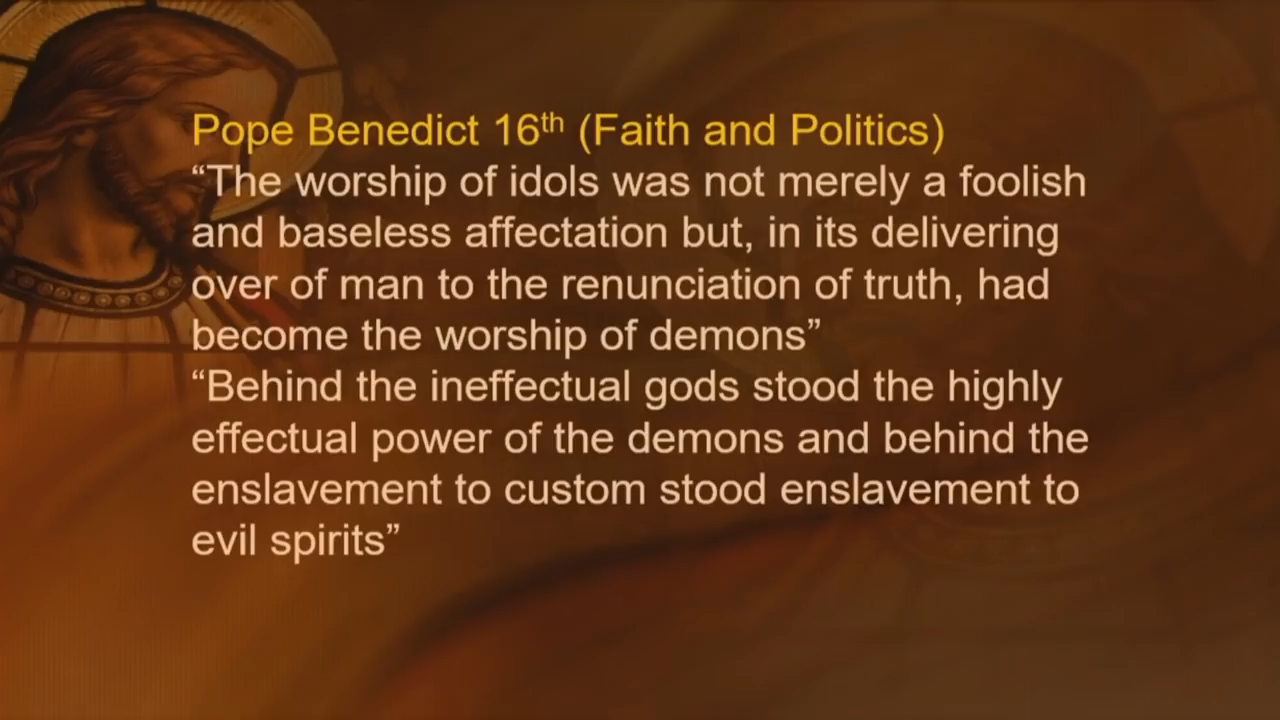 Pope Benedict 16th (Faith and Politics)
“The worship of idols was not merely a foolish
and baseless affectation but, in its delivering
over of man to the renunciation of truth, had
become the worship of demons”
“Behind the ineffectual gods stood the highly
effectual power of the demons and behind the
enslavement to custom stood enslavement to
evil spirits”